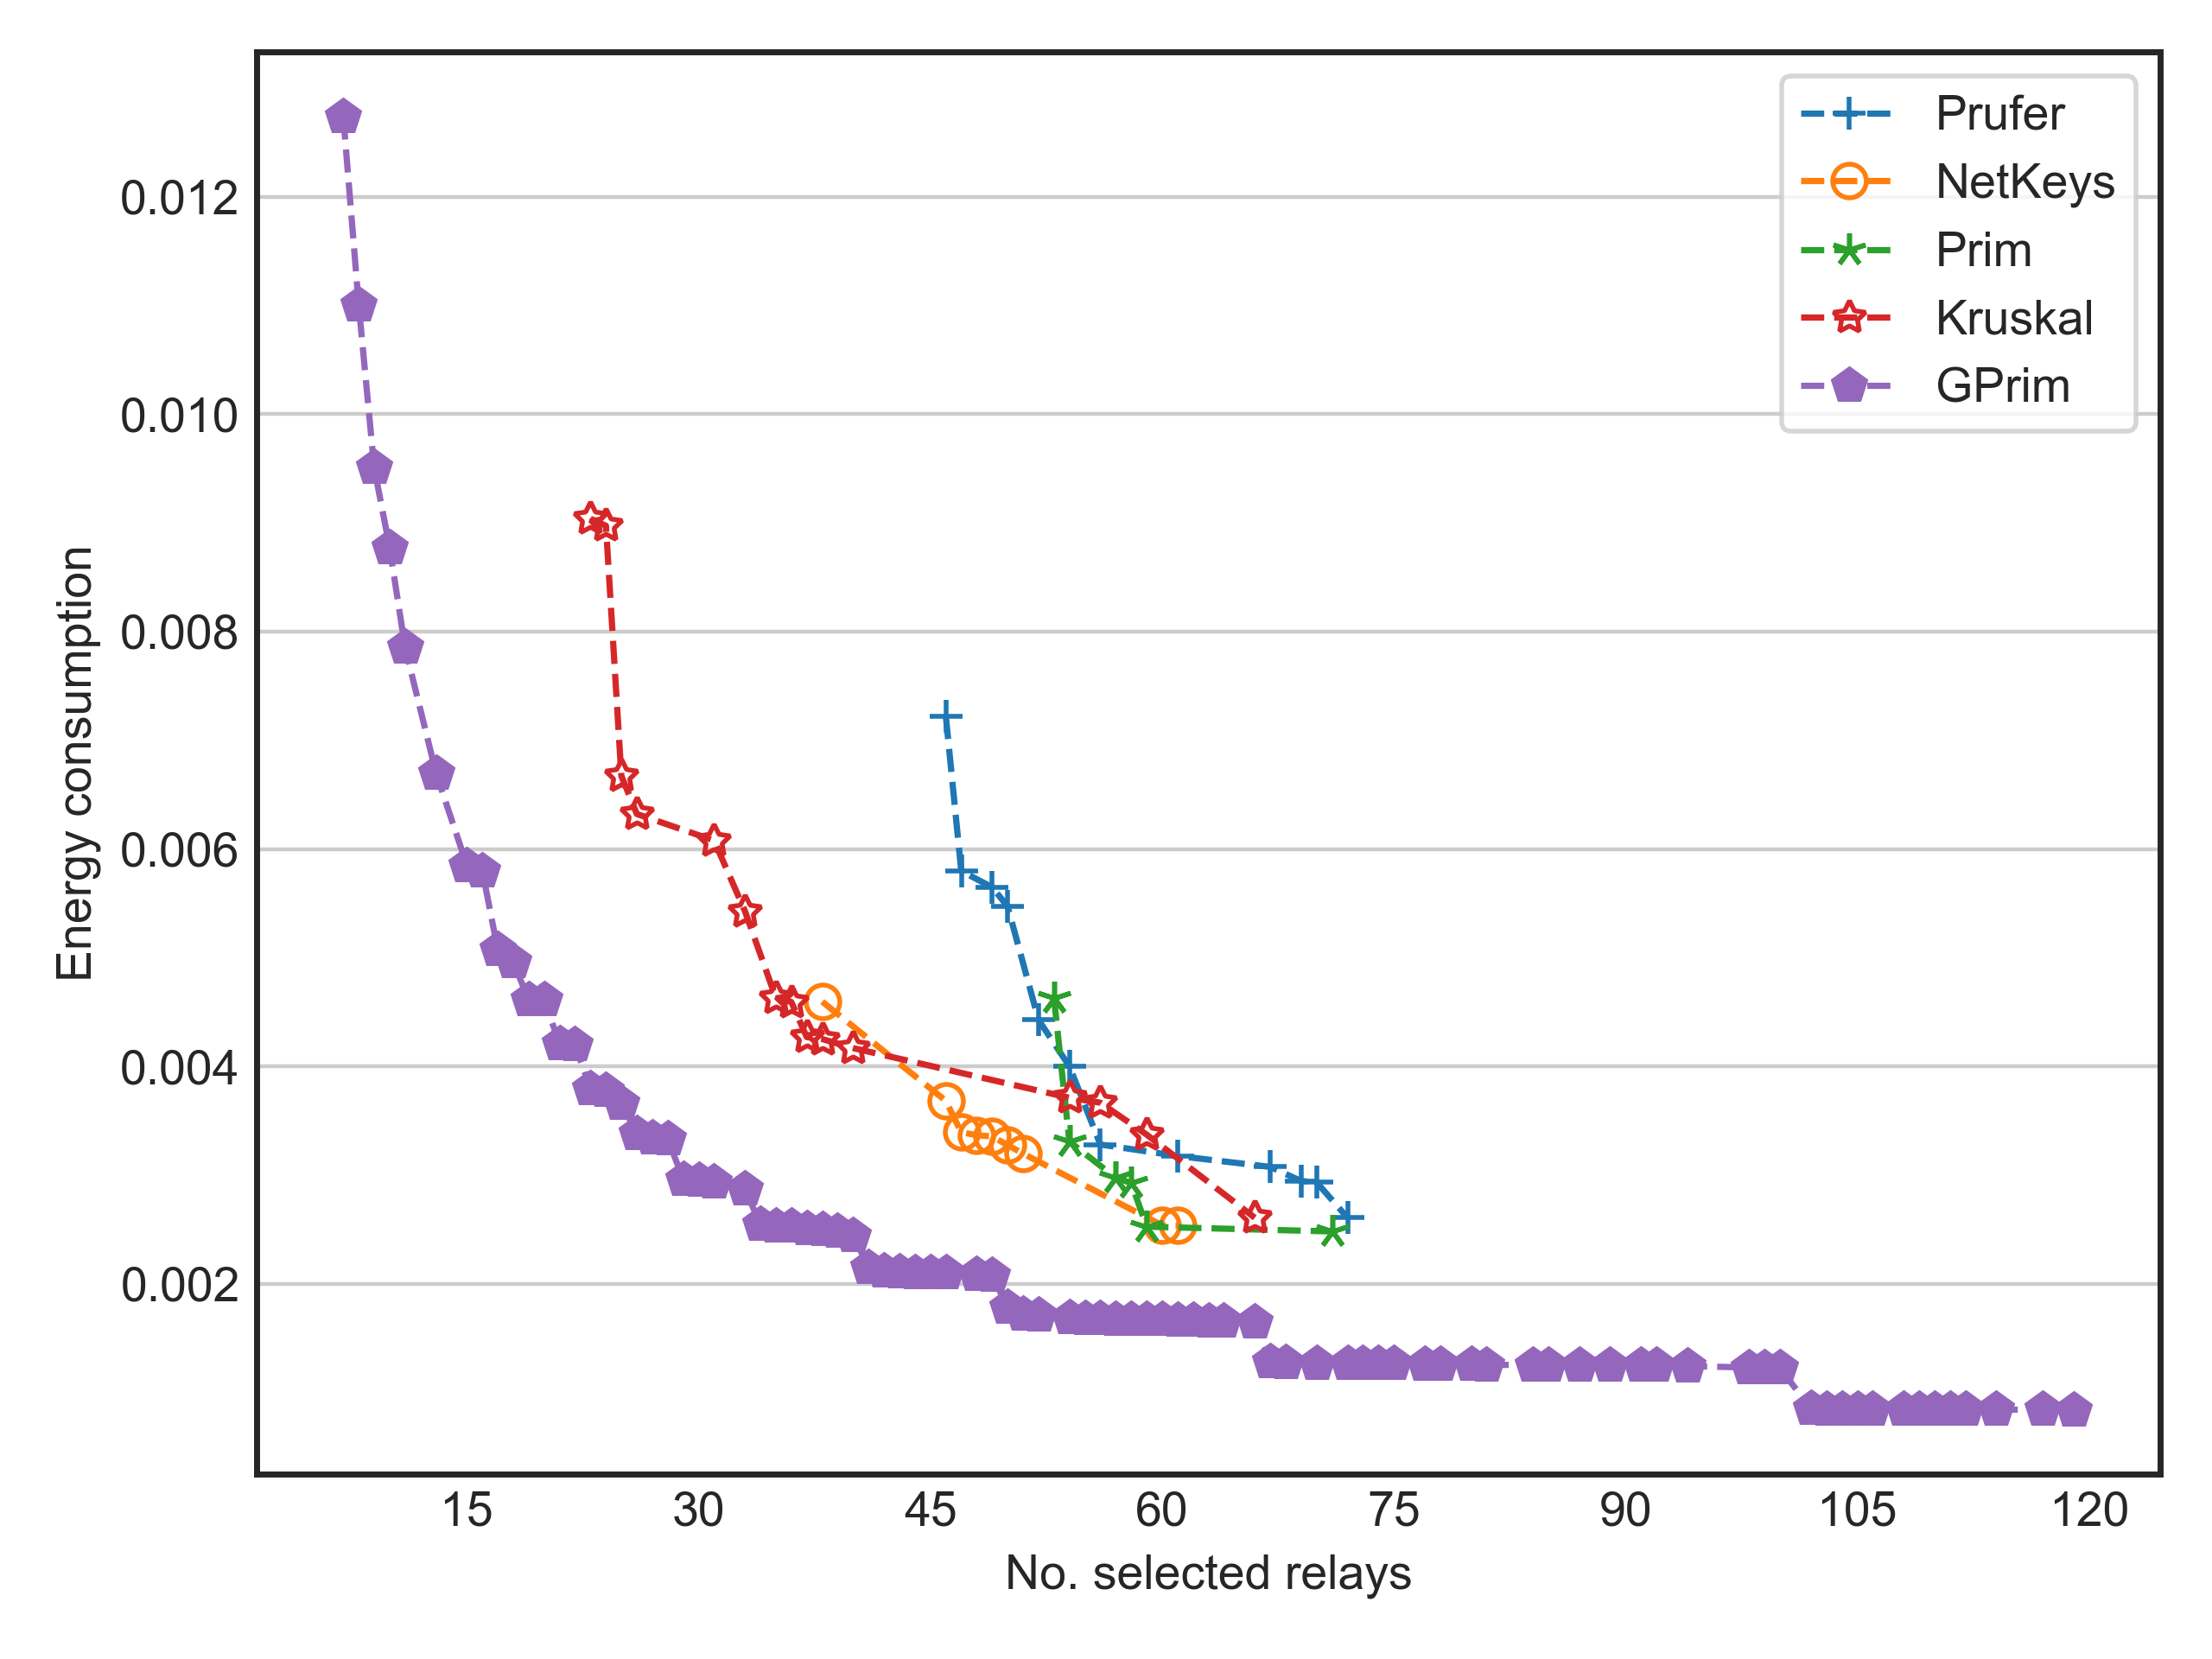 Prufer
NetKeys
Prim
Kruskal
GPrim
Energy consumption
0.012
0.010
0.008
0.006
0.004
0.002
15 30 45 60 75 90 105 120
No. selected relays